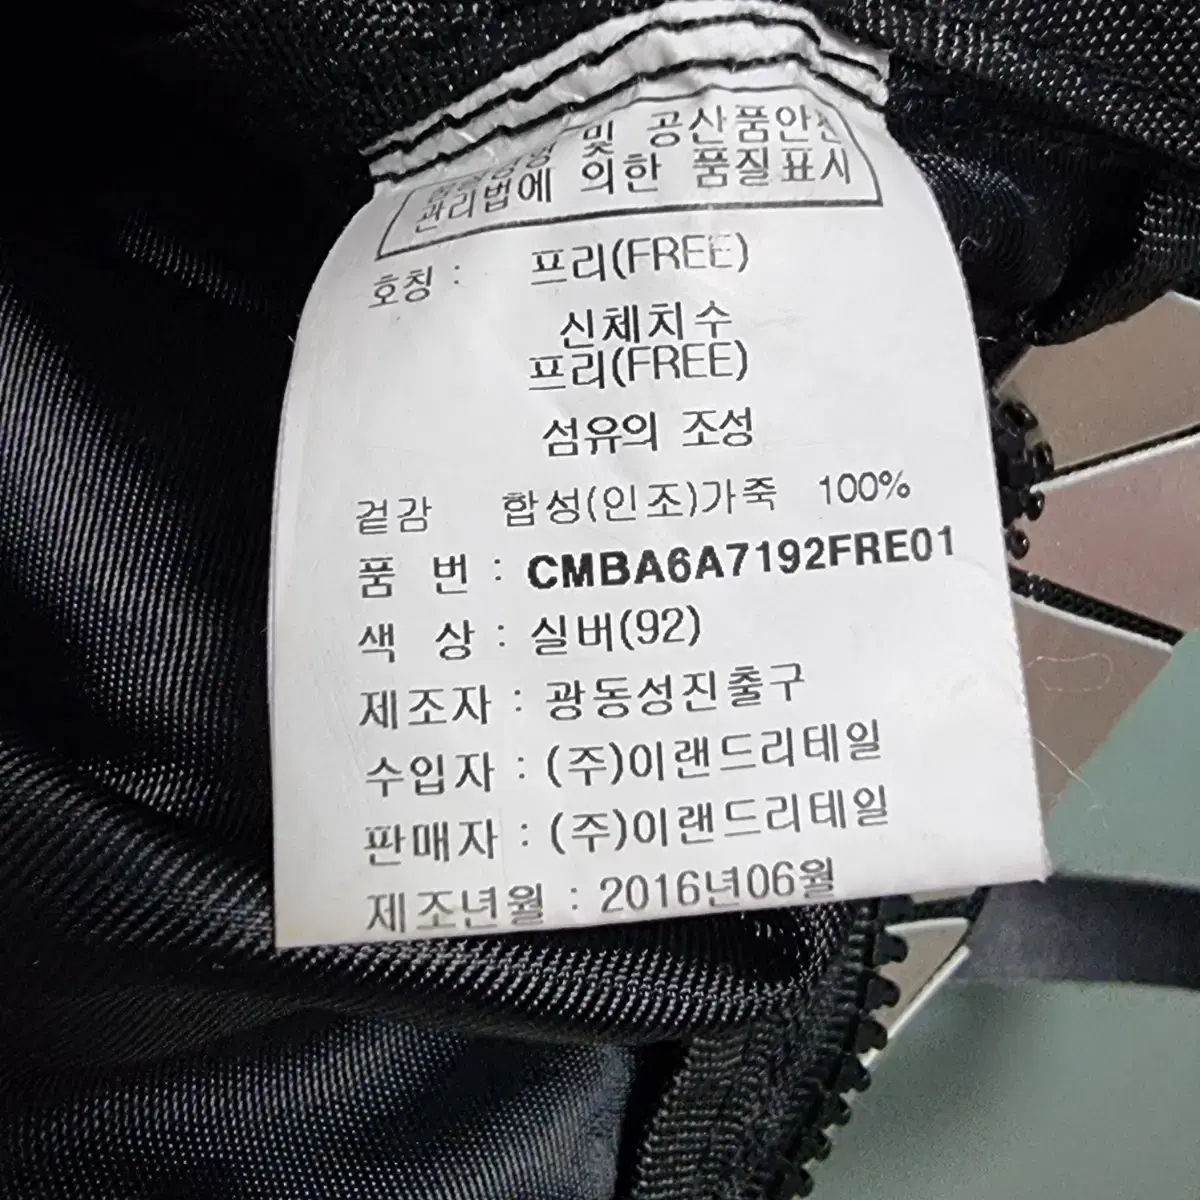 및 공산품안전
관리법에 의한 품질표시
호칭 : 프리(FREE)
신체치수
프리(FREE)
섬유의 조성
겉감 합성(인조)가죽 100%
품 번 : CMBA6A7192FRE01
색 상 : 실버(92)
제조자 : 광동성진출구
수입자 : (주)이랜드리테일
판매자 : (주)이랜드리테일
제조년월 : 2016년06월